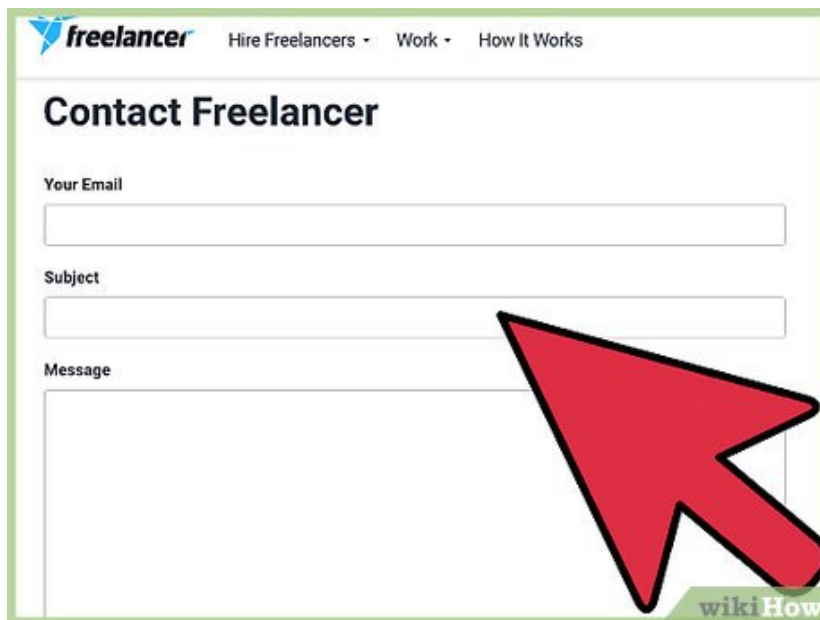 freelancer Hire Freelancers Work How It Works
Contact Freelancer
Your Email
Subject
Message
wikiHow